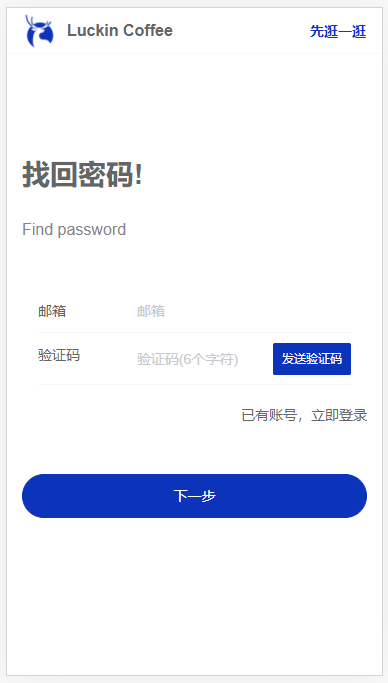 Luckin Coffee
先逛一逛
找回密码!
Find password
邮箱
邮箱
验证码
验证码(6个字符)
发送验证码
已有账号，立即登录
下一步